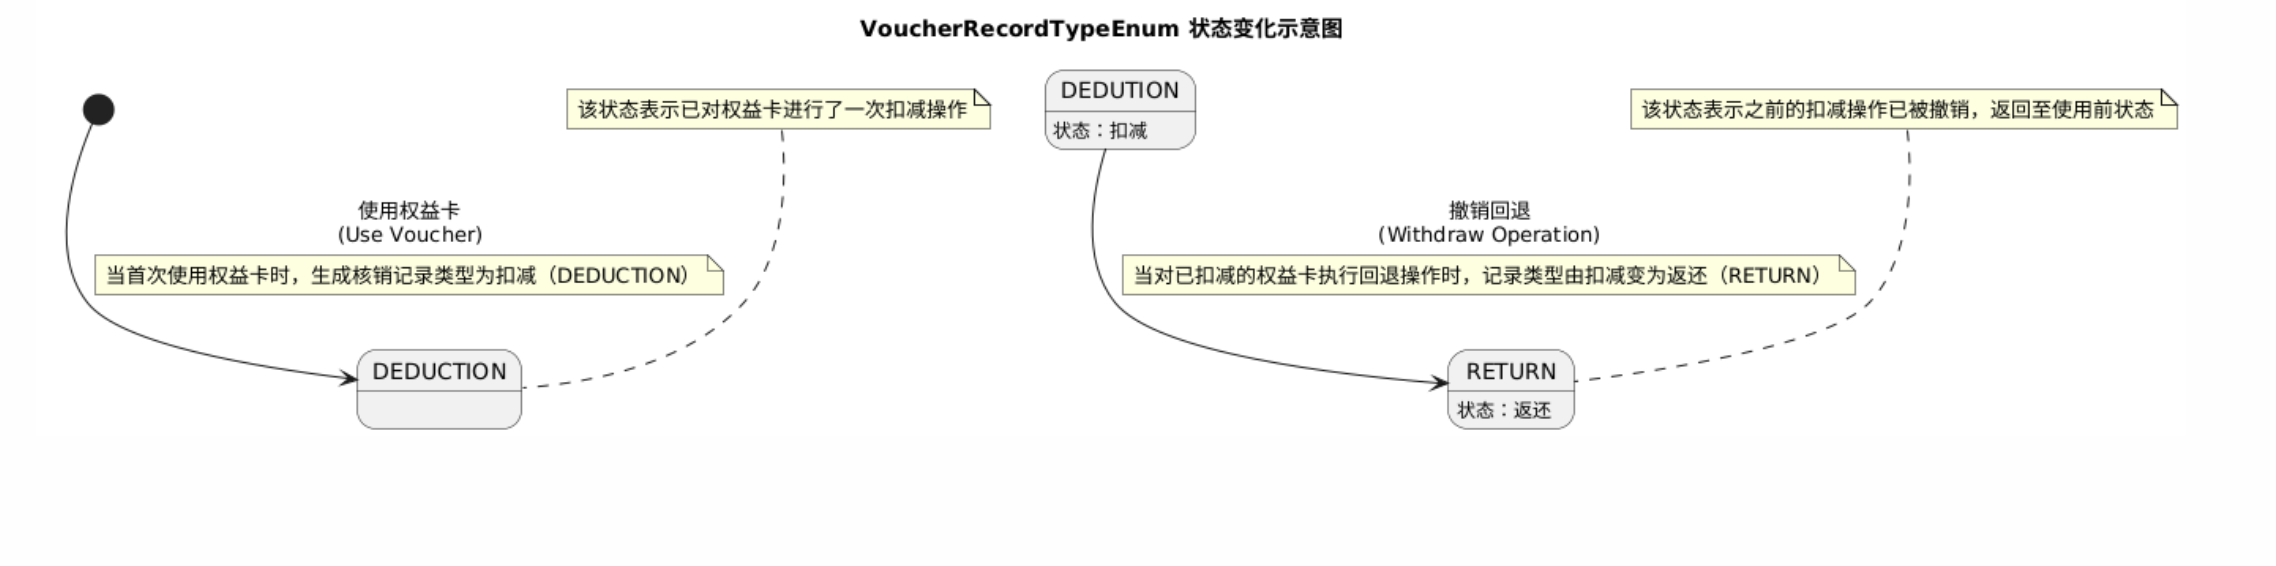 VoucherRecordTypeEnum 状态变化示意图
该状态表示已对权益卡进行了一次扣减操作
DEDUTION
状态：扣减
该状态表示之前的扣减操作已被撤销，返回至使用前状态
使用权益卡
(Use Voucher)
当首次使用权益卡时，生成核销记录类型为扣减（DEDUCTION）
撤销回退
(Withdraw Operation)
当对已扣减的权益卡执行回退操作时，记录类型由扣减变为返还（RETURN）
DEDUCTION
RETURN
状态：返还